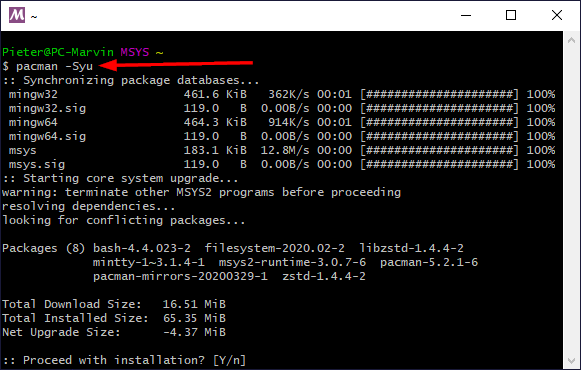 M ~
Pieter@PC-Marvin MSYS ~
$ pacman -Syu
:: Synchronizing package databases...
mingw32 461.6 KiB 362K/s 00:01 [#####################] 100%
mingw32.sig 119.0 B 0.00B/s 00:00 [#####################] 100%
mingw64 464.3 KiB 914K/s 00:01 [#####################] 100%
mingw64.sig 119.0 B 0.00B/s 00:00 [#####################] 100%
msys 183.1 KiB 12.8M/s 00:00 [#####################] 100%
msys.sig 119.0 B 0.00B/s 00:00 [#####################] 100%
:: Starting core system upgrade...
warning: terminate other MSYS2 programs before proceeding
resolving dependencies...
looking for conflicting packages...
Packages (8) bash-4.4.023-2 filesystem-2020.02-2 libzstd-1.4.4-2
mintty-1~3.1.4-1 msys2-runtime-3.0.7-6 pacman-5.2.1-6
pacman-mirrors-20200329-1 zstd-1.4.4-2
Total Download Size: 16.51 MiB
Total Installed Size: 65.35 MiB
Net Upgrade Size: -4.37 MiB
:: Proceed with installation? [Y/n]